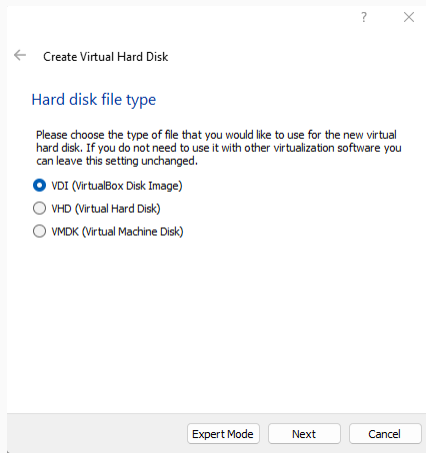 ?
Create Virtual Hard Disk
Hard disk file type
Please choose the type of file that you would like to use for the new virtual
hard disk. If you do not need to use it with other virtualization software you
can leave this setting unchanged.
VDI (VirtualBox Disk Image)
VHD (Virtual Hard Disk)
VMDK (Virtual Machine Disk)
Expert Mode Next Cancel